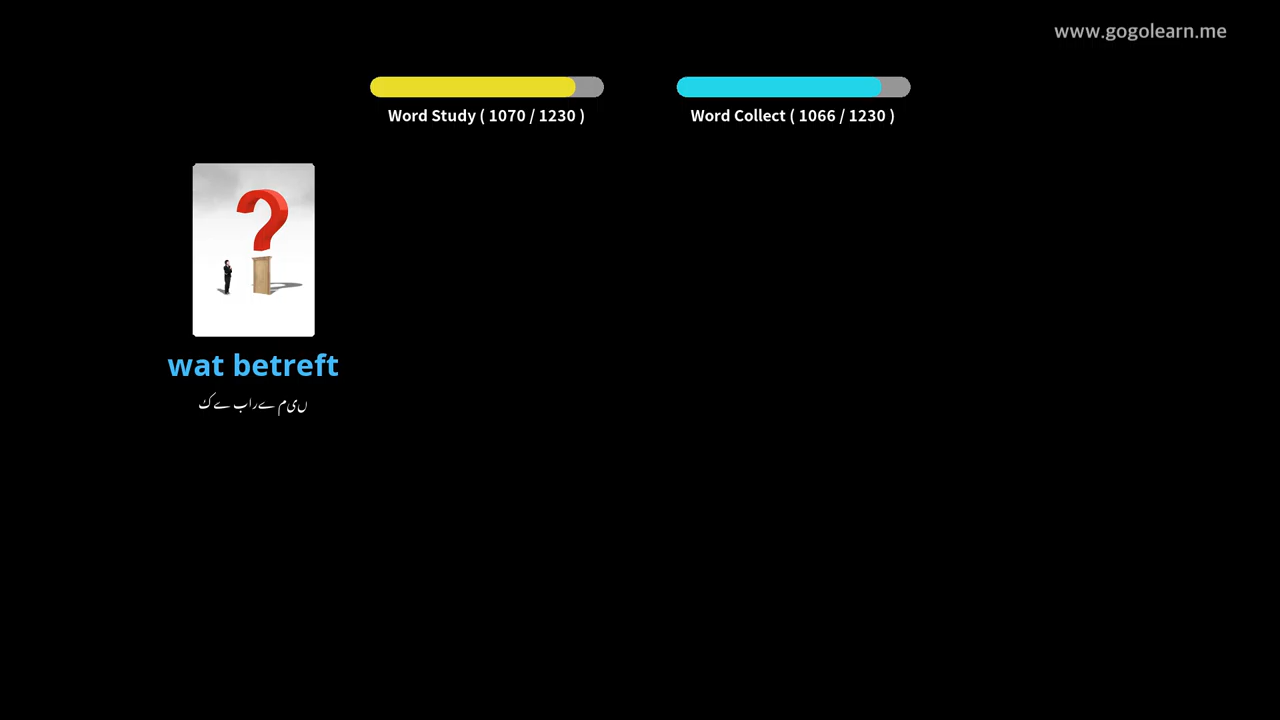 www.gogolearn.me
Word Study ( 1070 / 1230 )
Word Collect ( 1066 / 1230 )
wat betreft
کے بارے میں